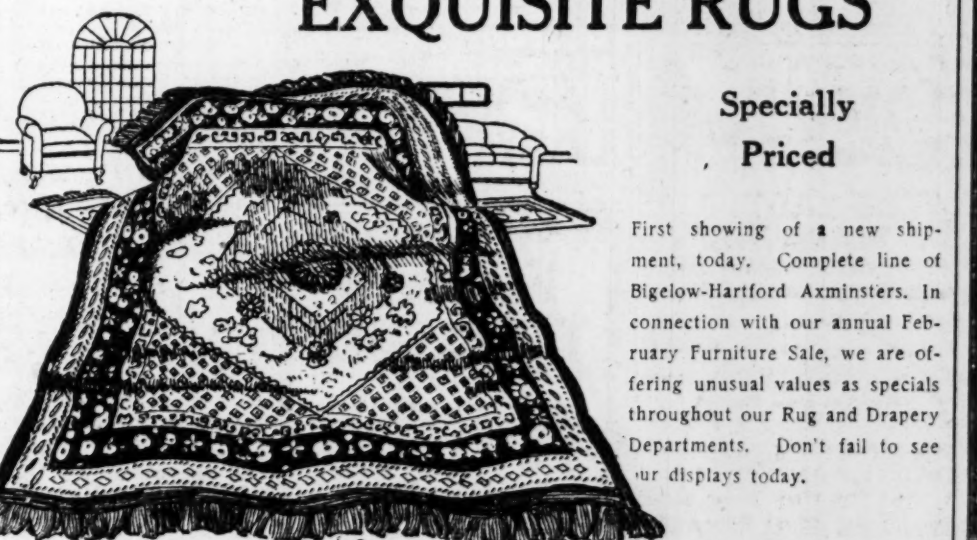 EXQUISITE RUGS
Specially
Priced
First showing of a new ship-
ment, today. Complete line of
Bigelow-Hartford Axminsters. In
connection with our annual Feb-
ruary Furniture Sale, we are of-
fering unusual values as specials
throughout our Rug and Drapery
Departments. Don't fail to see
ur displays today.